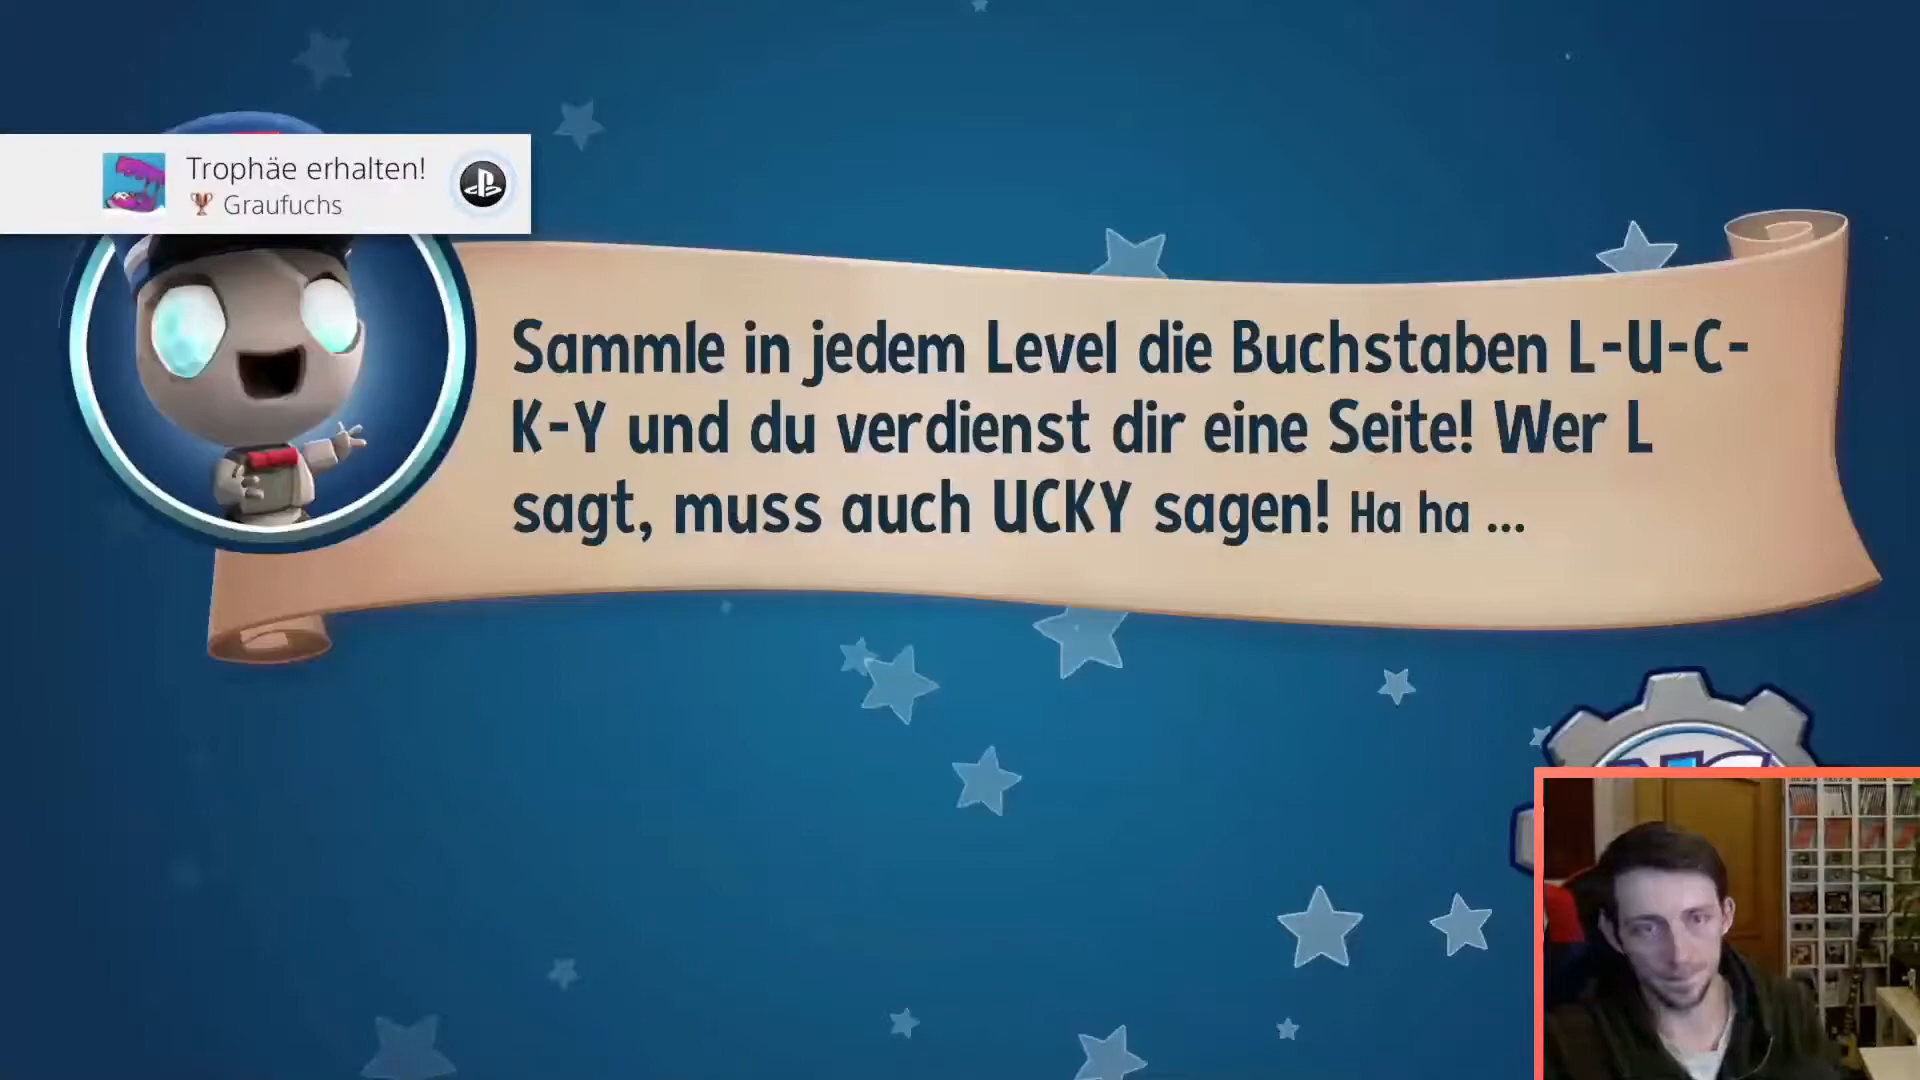 Trophäe erhalten!
Graufuchs
Sammle in jedem Level die Buchstaben L-U-C-
K-Y und du verdienst dir eine Seite! Wer L
sagt, muss auch UCKY sagen! Ha ha ...